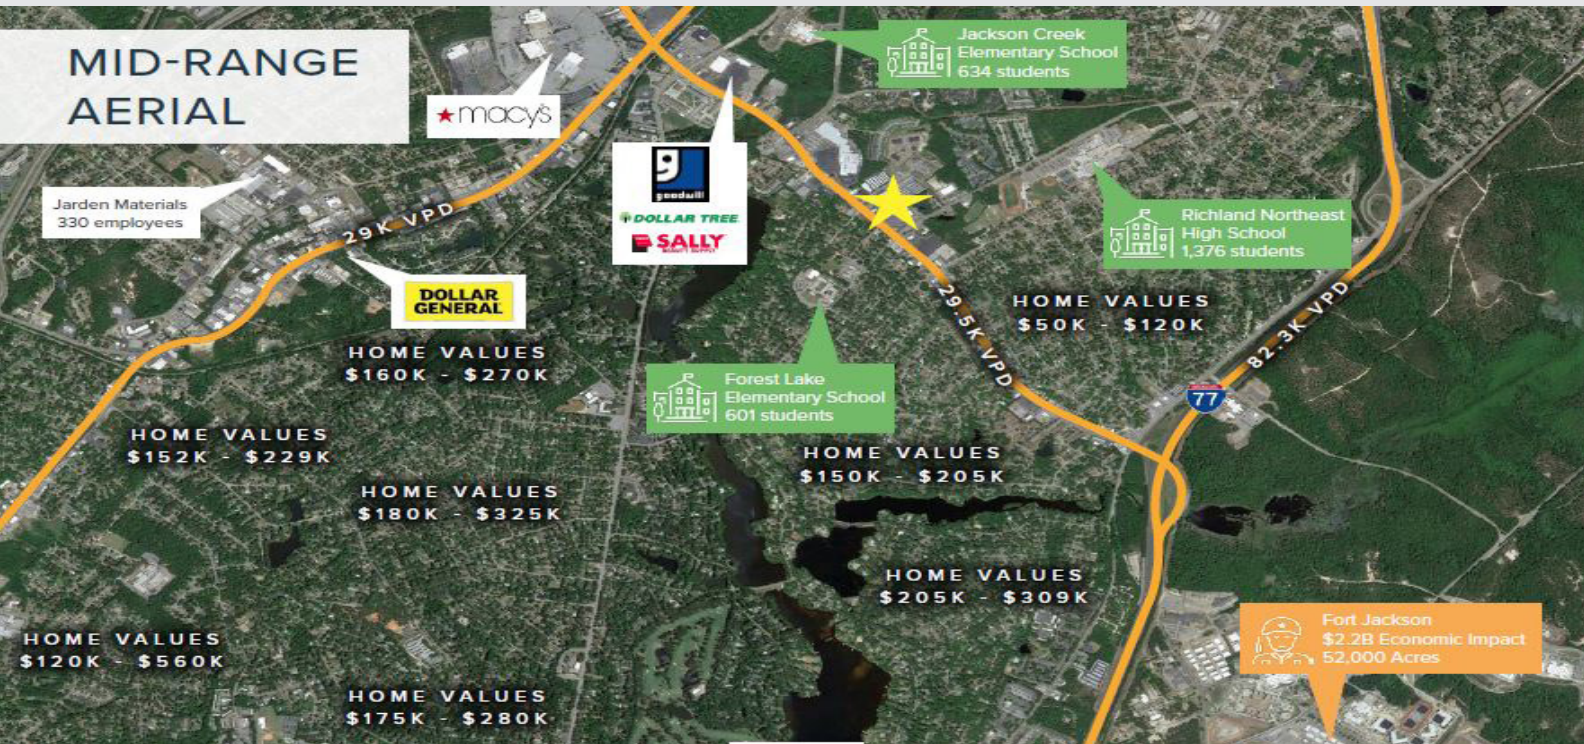 MID-RANGE
AERIAL
★macy's
Jackson Creek
Elementary School
634 students
goodwill
DOLLAR TREE
SALLY
BEAUTY SUPPLY
Jarden Materials
330 employees
29K VPD
Richland Northeast
High School
1,376 students
DOLLAR
GENERAL
HOME VALUES
$50K - $120K
29.5K VPD
82.3K VPD
HOME VALUES
$160K - $270K
Forest Lake
Elementary School
601 students
77
HOME VALUES
$152K - $229K
HOME VALUES
$150K - $205K
HOME VALUES
$180K - $325K
HOME VALUES
$205K - $309K
Fort Jackson
$2.2B Economic Impact
52,000 Acres
HOME VALUES
$120K - $560K
HOME VALUES
$175K - $280K